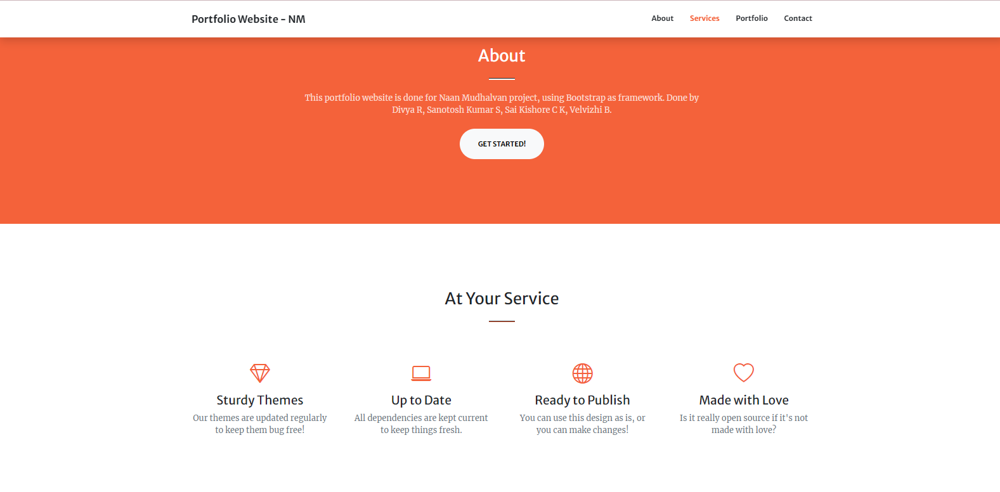 Portfolio Website - NM
About Services Portfolio Contact
About
This portfolio website is done for Naan Mudhalvan project, using Bootstrap as framework. Done by
Divya R, Sanotosh Kumar S, Sai Kishore C K, Velvizhi B.
GET STARTED!
At Your Service
Sturdy Themes
Our themes are updated regularly
to keep them bug free!
Up to Date
All dependencies are kept current
to keep things fresh.
Ready to Publish
You can use this design as is, or
you can make changes!
Made with Love
Is it really open source if it's not
made with love?